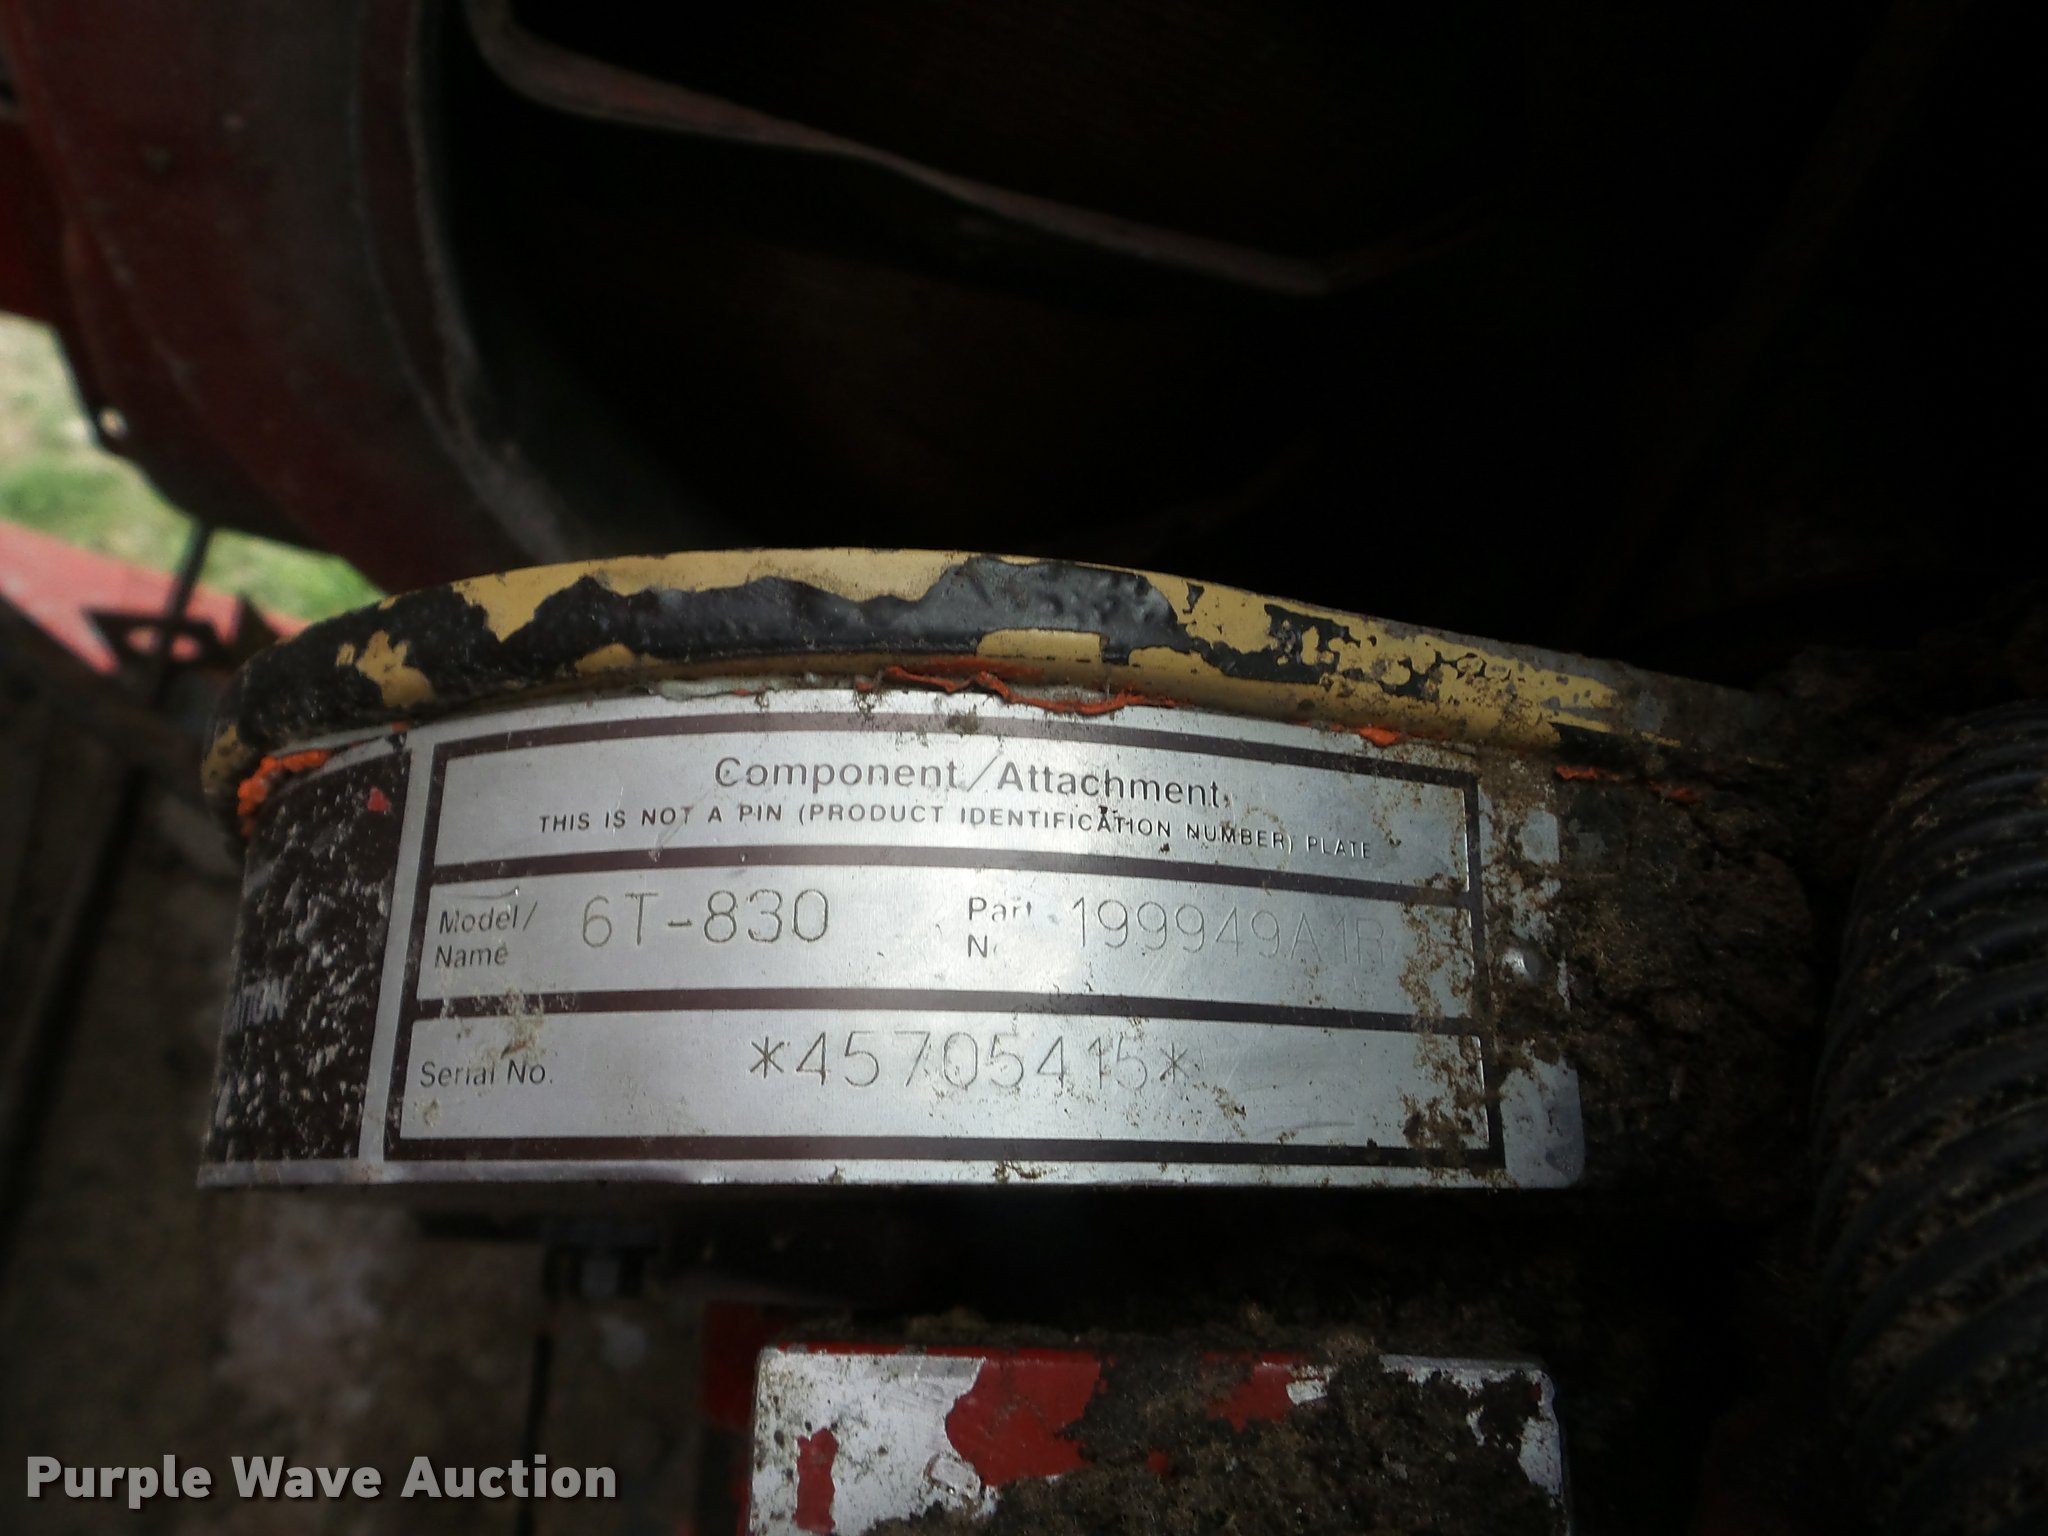 Component/Attachment
THIS IS NOT A PIN (PRODUCT IDENTIFICATION NUMBER) PLATE
Model/Name 6T-830 Part 199949A1R
Serial No. *45705415*
Purple Wave Auction